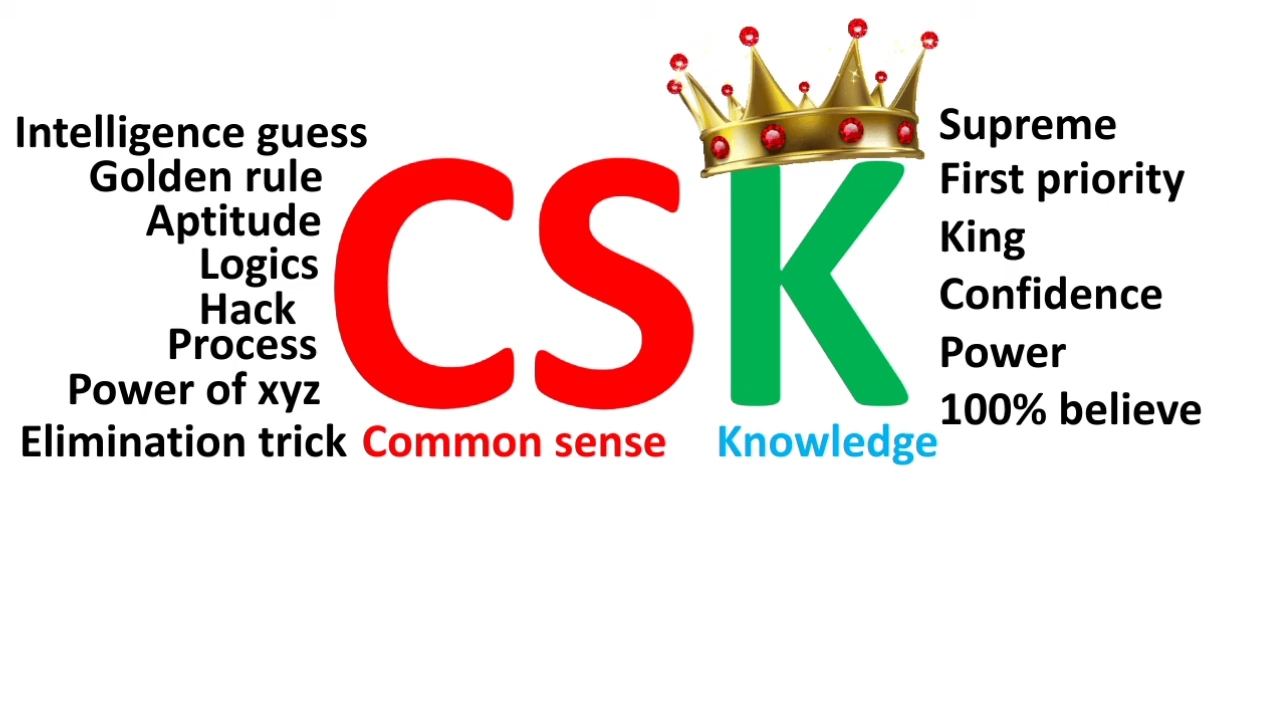 Intelligence guess
Golden rule
Aptitude
Logics
Hack
Process
Power of xyz
Elimination trick
CSK
Common sense
Knowledge
Supreme
First priority
King
Confidence
Power
100% believe